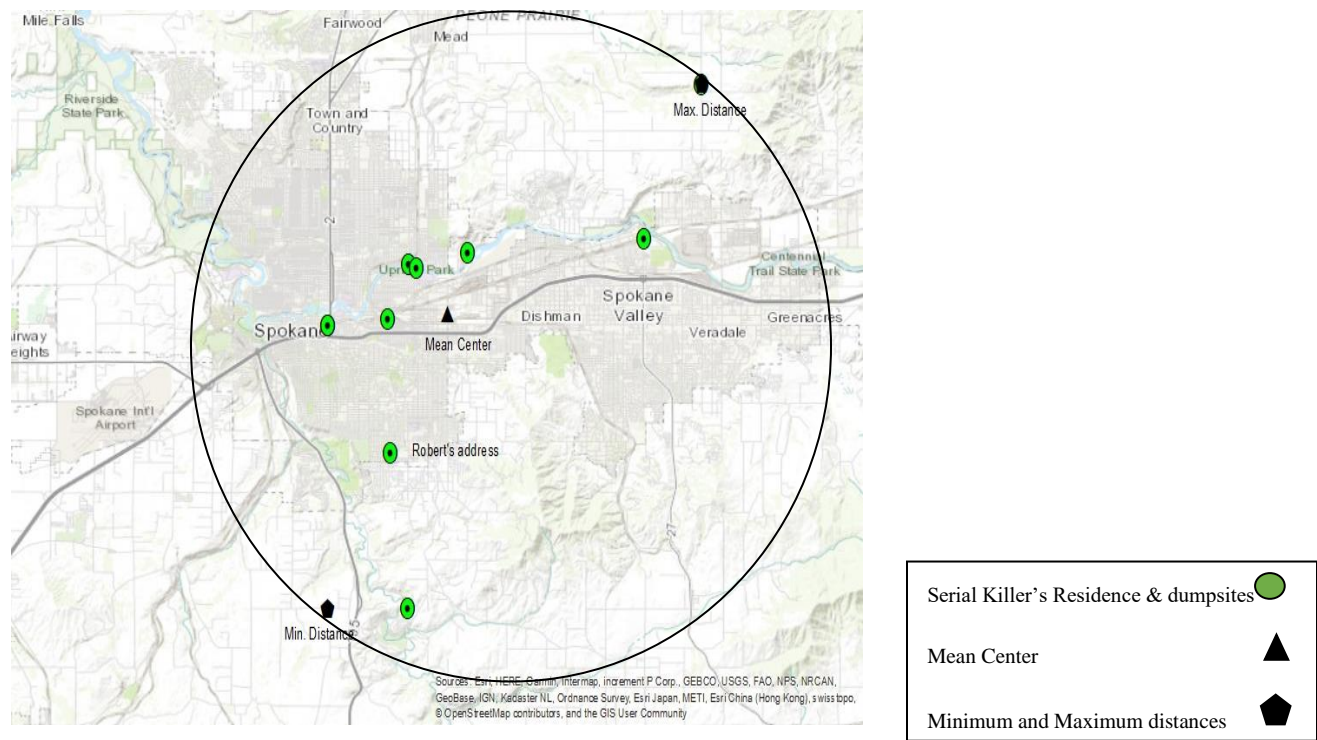 Mile Falls
Fairwood
PEONE PRAIRIE
Mead
Riverside
State Park
Town and
Country
Max. Distance
2
Centennial
Trail State Park
Park
Spokane
Valley
Dishman
Greenacres
Spokane
Veradale
Mean Center
irway
eights
Spokane Int'l
Airport
Robert's address
27
Min. Distance
Serial Killer's Residence & dumpsites
Mean Center
Minimum and Maximum distances
Sources: Esri, HERE, Garmin, Intermap, increment P Corp., GEBCO, USGS, FAO, NPS, NRCAN,
GeoBase, IGN, Kadaster NL, Ordnance Survey, Esri Japan, METI, Esri China (Hong Kong), swisstopo,
© OpenStreetMap contributors, and the GIS User Community